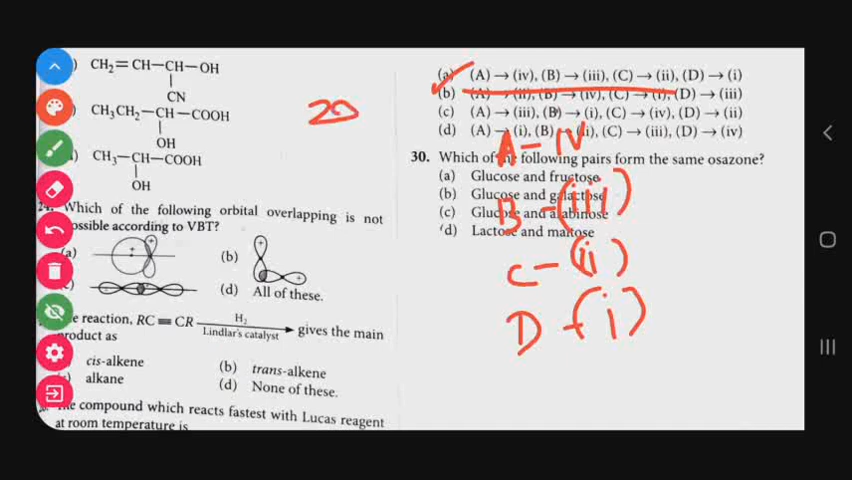 CH₂=CH—CH—OH
CN
CH₃CH₂—CH—COOH
OH
CH₃—CH—COOH
OH
Which of the following orbital overlapping is not
possible according to VBT?
(a)
(b)
(d) All of these.
reaction, RC ≡ CR H₂ Lindlar's catalyst gives the main
product as
cis-alkene
(b) trans-alkene
alkane
(d) None of these.
compound which reacts fastest with Lucas reagent
at room temperature is
20
(a) (A) → (iv), (B) → (iii), (C) → (ii), (D) → (i)
(b) (A) → (ii), (B) → (iv), (C) → (i), (D) → (iii)
(c) (A) → (iii), (B) → (i), (C) → (iv), (D) → (ii)
(d) (A) → (i), (B) → (ii), (C) → (iii), (D) → (iv)
30. Which of the following pairs form the same osazone?
(a) Glucose and fructose
(b) Glucose and galactose
(c) Glucose and arabinose
(d) Lactose and maltose
A – IV
B – (iii)
C – (ii)
D – (i)